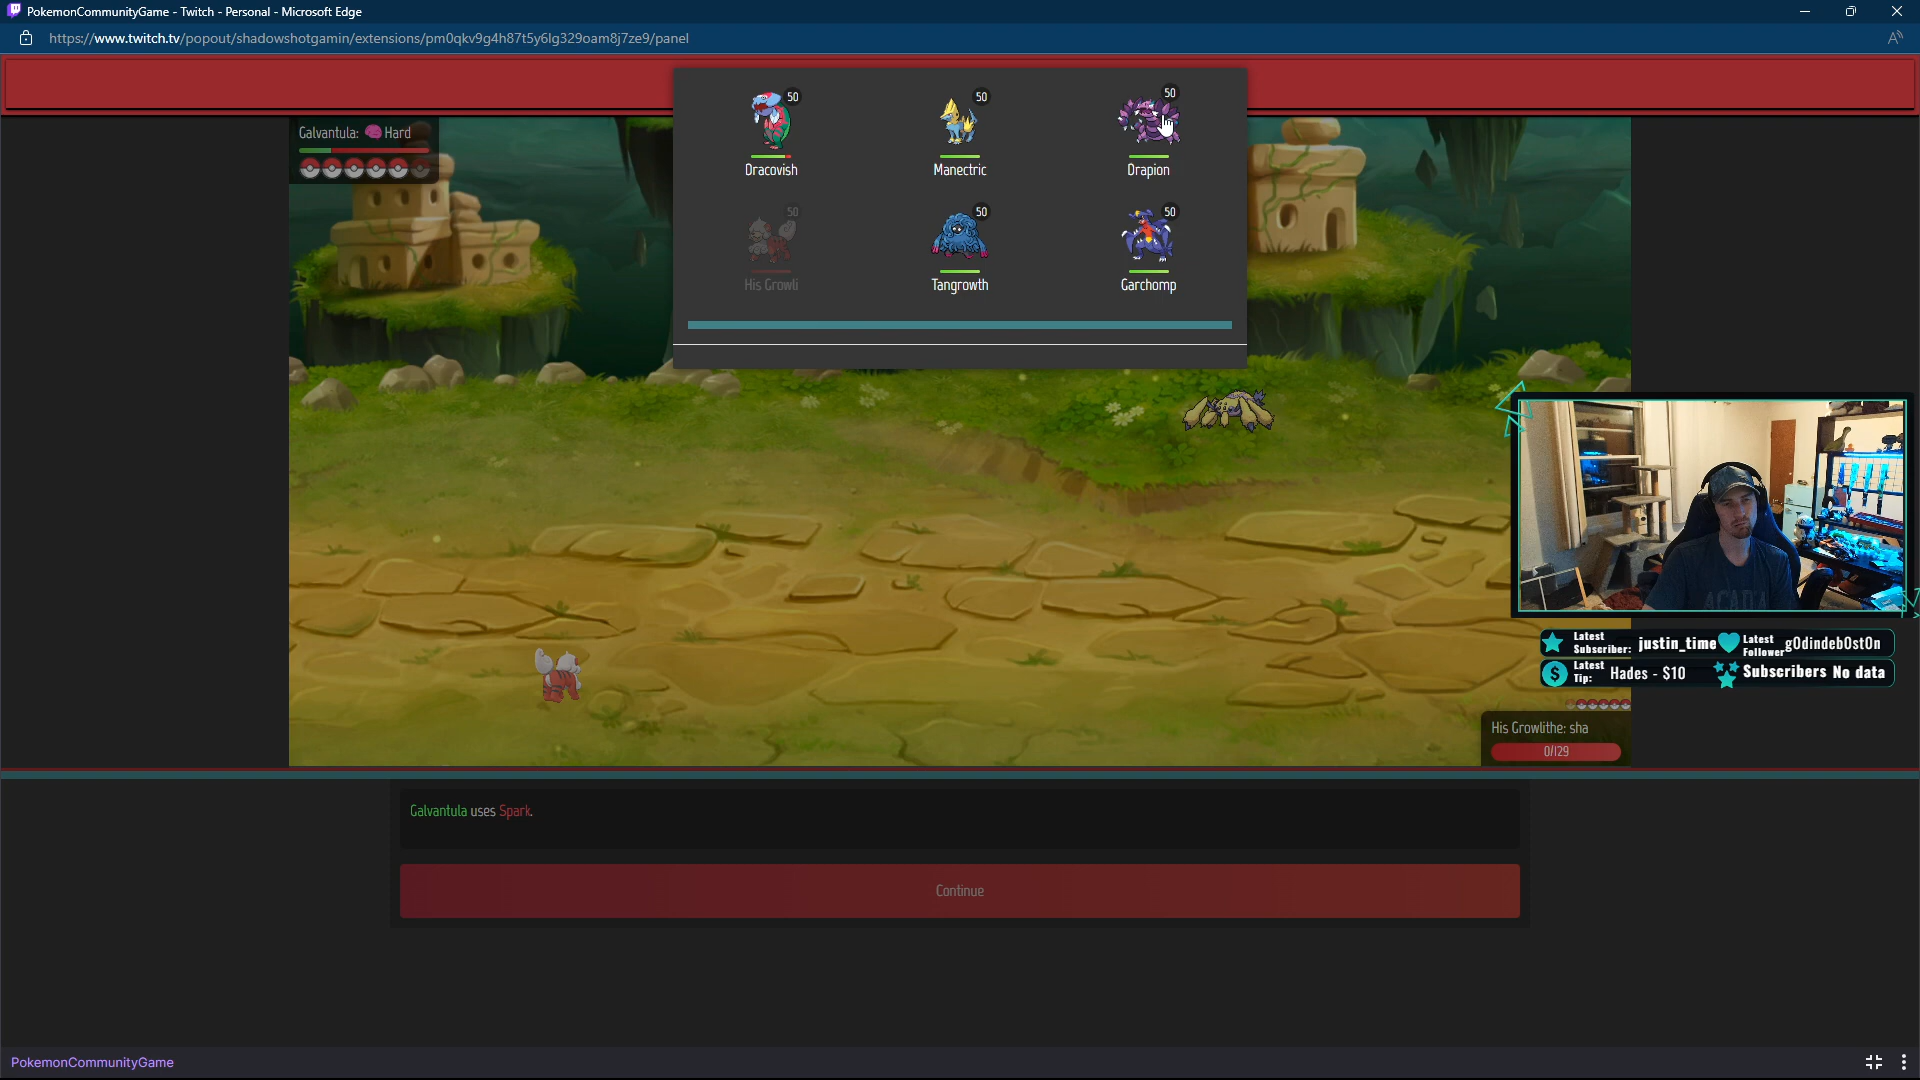 PokemonCommunityGame - Twitch - Personal - Microsoft Edge
https://www.twitch.tv/popout/shadowshotgamin/extensions/pm0qkv9g4h87t5y6lg329oam8j7ze9/panel
Galvantula: Hard
50
50
50
Dracovish
Manectric
Drapion
50
50
50
His Growli
Tangrowth
Garchomp
ACADIA
Latest Subscriber: justin_time
Latest Follower g0dindeb0st0n
Latest Tip: Hades - $10
Subscribers No data
His Growlithe: sha
0/129
Galvantula uses Spark.
Continue
PokemonCommunityGame